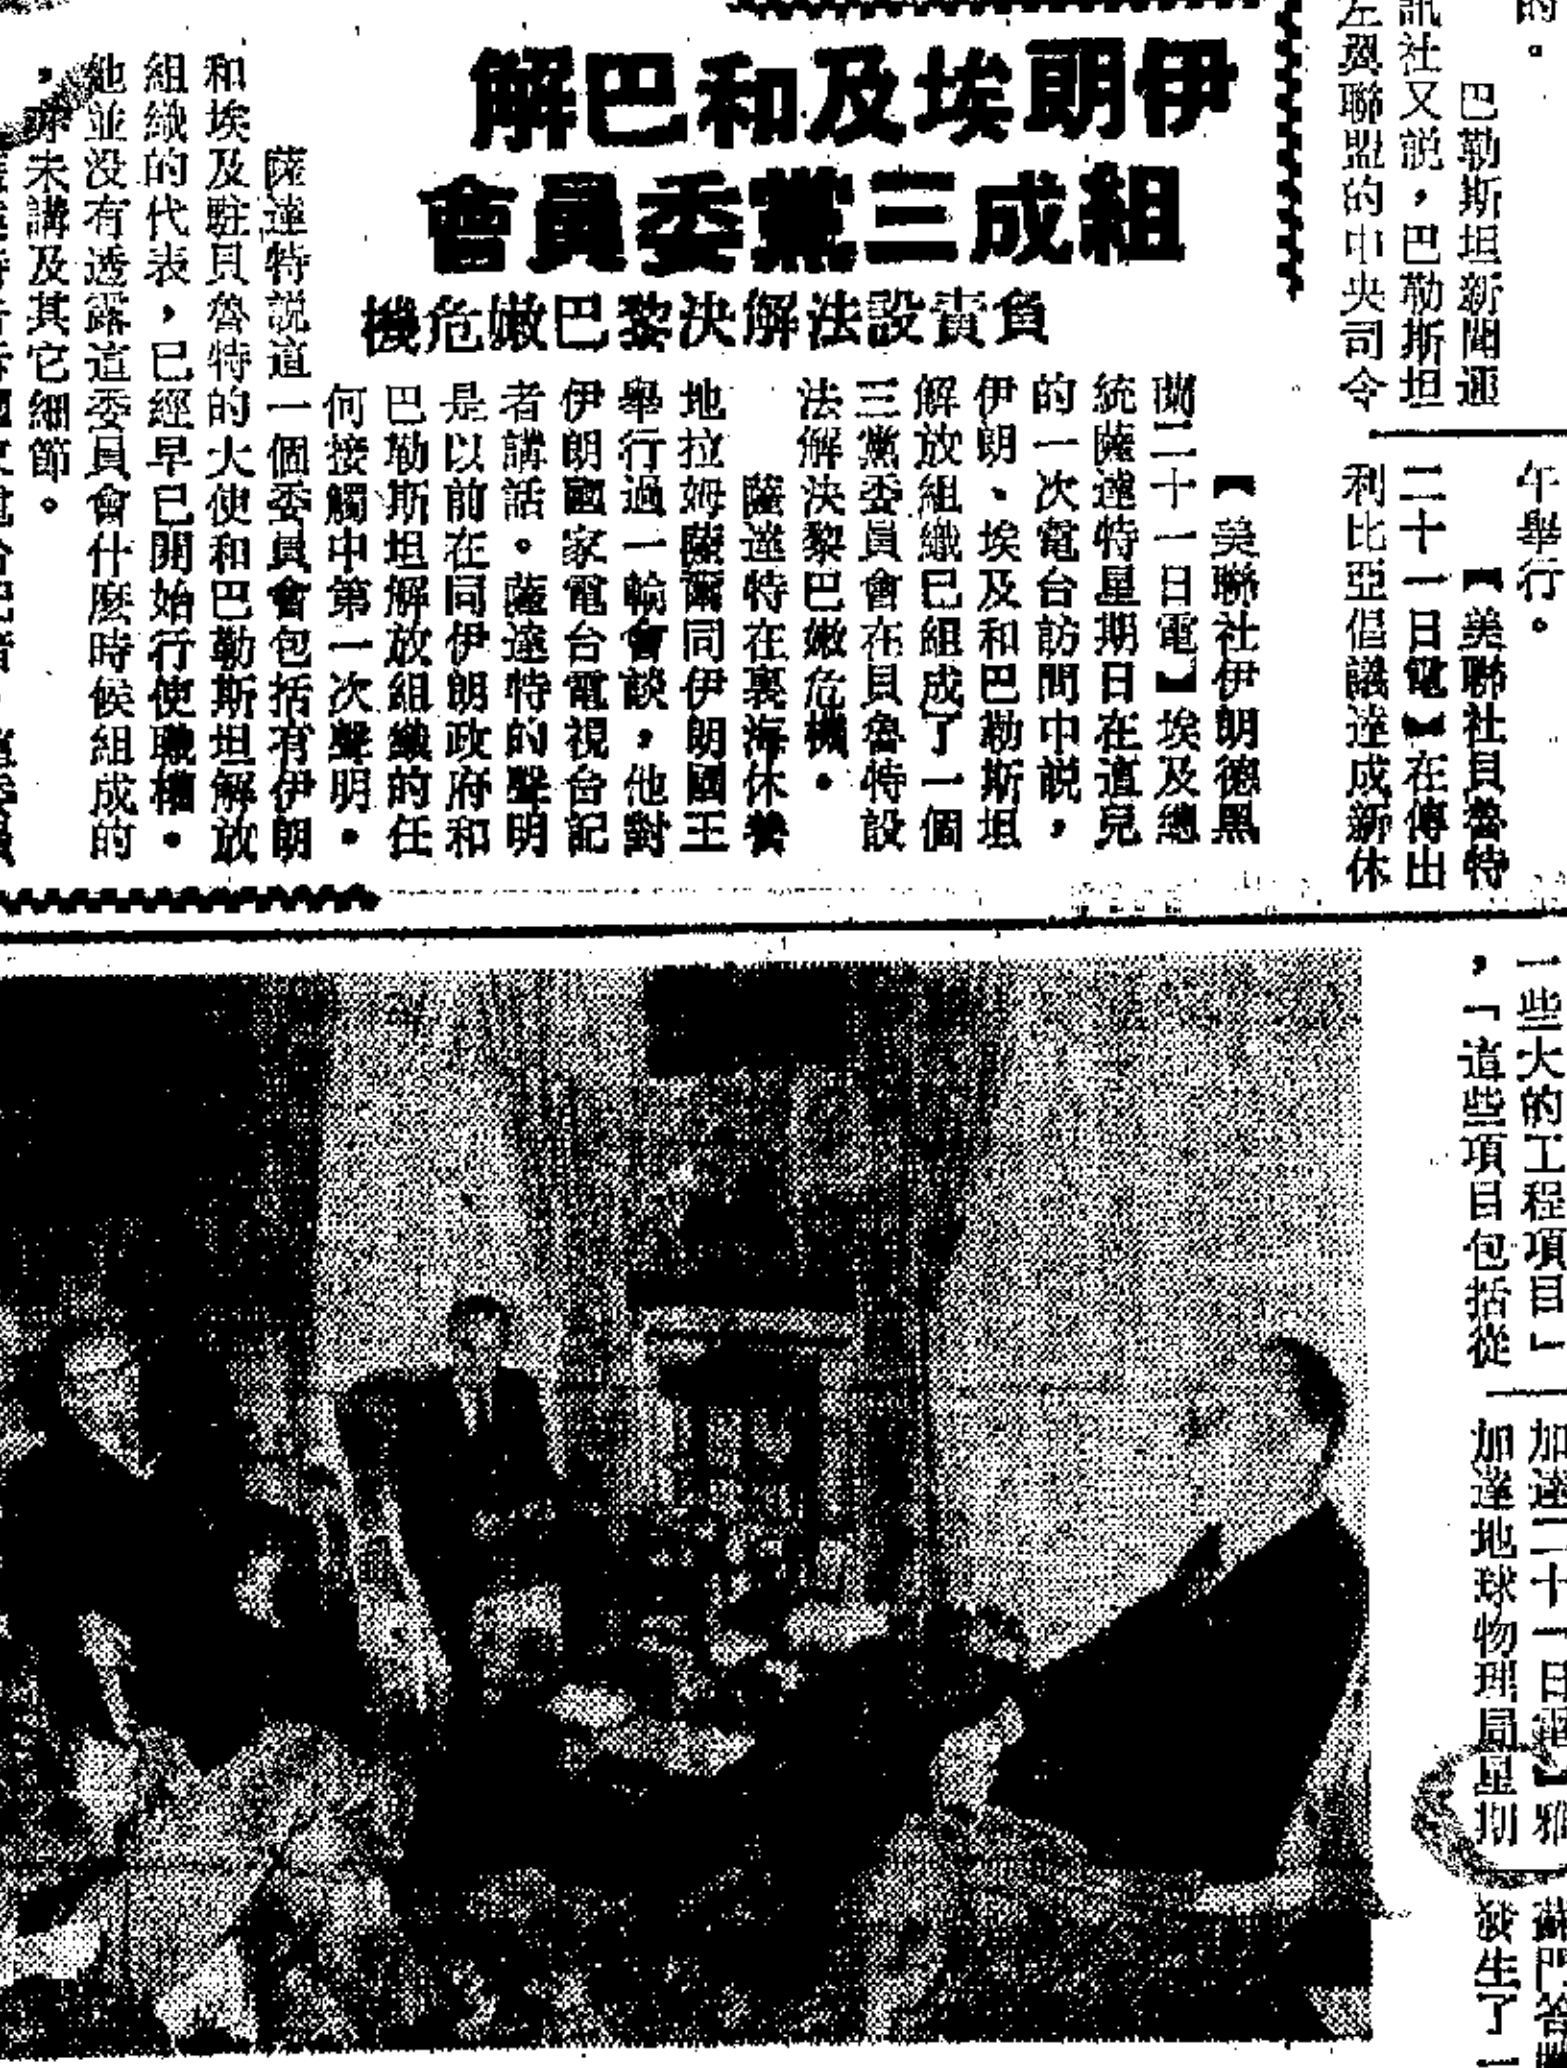 伊朗埃及和巴解
組成三黨委員會
負責設法解決黎巴嫩危機
【美聯社伊朗德黑
蘭二十一日電】埃及總
統薩達特星期日在這兒
的一次電台訪問中説，
伊朗、埃及和巴勒斯坦
解放組織已組成了一個
三黨委員會在貝魯特設
法解決黎巴嫩危機。
薩達特在裏海休養
地拉姆薩爾同伊朗國王
舉行過一輪會談，他對
伊朗國家電台電視台記
者講話。薩達特的聲明
是以前在同伊朗政府和
巴勒斯坦解放組織的任
何接觸中第一次聲明。
薩達特説道一個委員會包括有伊朗
和埃及駐貝魯特的大使和巴勒斯坦解放
組織的代表，已經早已開始行使職權。
他並没有透露這委員會什麽時候組成的
，亦未講及其它細節。
的。
巴勒斯坦新聞通
訊社又説，巴勒斯坦
左翼聯盟的中央司令
午舉行。
【美聯社貝魯特
二十一日電】在傳出
利比亞倡議達成新休
一些大的工程項目」
，「這些項目包括從
加達二十一日電】雅
加達地球物理局星期
發生了一